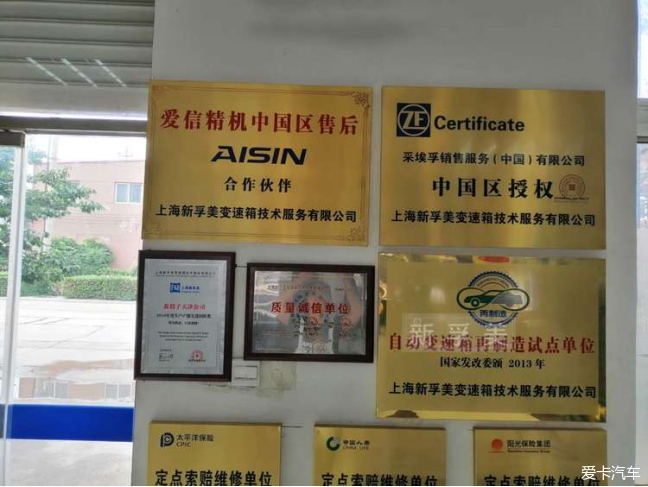 爱信精机中国区售后
AISIN
合作伙伴
上海新孚美变速箱技术服务有限公司
ZF Certificate
采埃孚销售服务(中国)有限公司
中国区授权
上海新孚美变速箱技术服务有限公司
质量诚信单位
再制造
新孚美
自动变速箱再制造试点单位
国家发改委颁 2013年
上海新孚美变速箱技术服务有限公司
太平洋保险
CPIC
定点索赔维修单位
中国人寿
CHINA LIFE
定点索赔维修单位
阳光保险集团
定点索赔维修单位
爱卡汽车